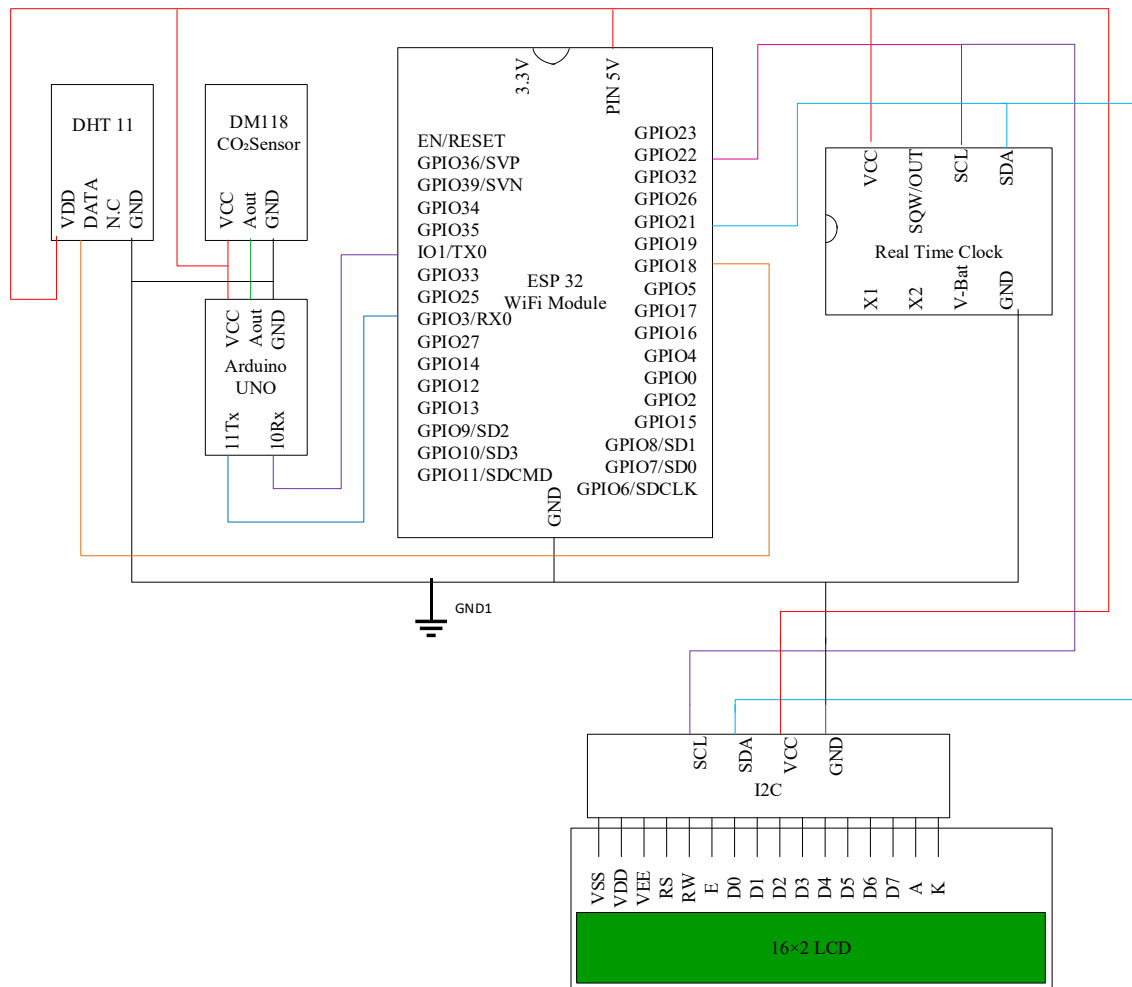 DHT 11
VDD
DATA
N.C
GND
DM118
CO₂Sensor
VCC
Aout
GND
VCC
Aout
GND
Arduino
UNO
11Tx
10Rx
3.3V
PIN 5V
EN/RESET
GPIO36/SVP
GPIO39/SVN
GPIO34
GPIO35
IO1/TX0
GPIO33
GPIO25
GPIO3/RX0
GPIO27
GPIO14
GPIO12
GPIO13
GPIO9/SD2
GPIO10/SD3
GPIO11/SDCMD
ESP 32
WiFi Module
GPIO23
GPIO22
GPIO32
GPIO26
GPIO21
GPIO19
GPIO18
GPIO5
GPIO17
GPIO16
GPIO4
GPIO0
GPIO2
GPIO15
GPIO8/SD1
GPIO7/SD0
GPIO6/SDCLK
GND
VCC
SQW/OUT
SCL
SDA
Real Time Clock
X1
X2
V-Bat
GND
GND1
SCL
SDA
VCC
GND
I2C
VSS
VDD
VEE
RS
RW
E
D0
D1
D2
D3
D4
D5
D6
D7
A
K
16×2 LCD